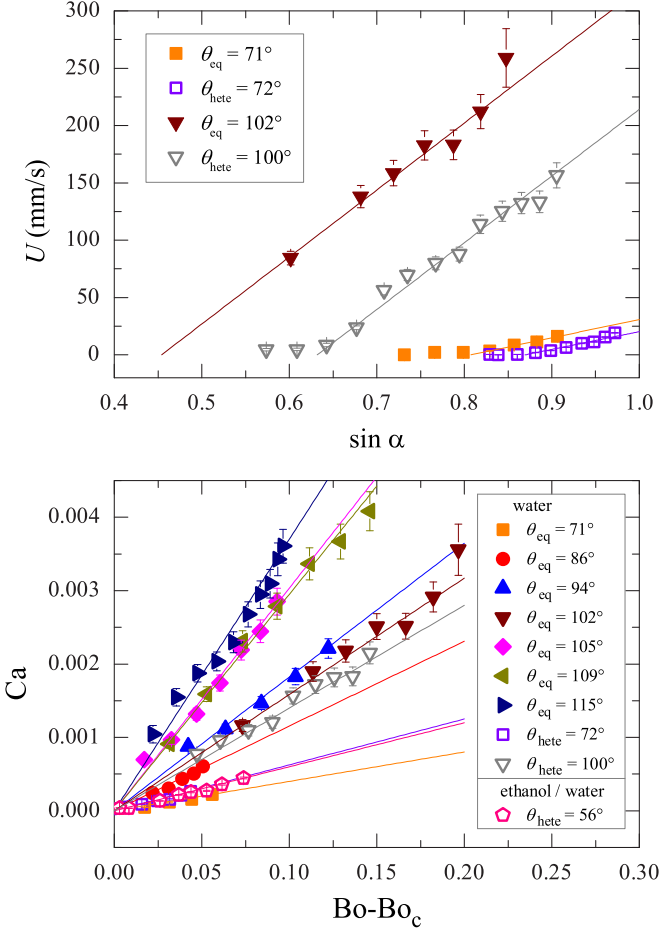 300
250
200
150
100
50
0
U (mm/s)
θeq = 71°
θhete = 72°
θeq = 102°
θhete = 100°
0.4 0.5 0.6 0.7 0.8 0.9 1.0
sin α
0.004
0.003
0.002
0.001
0.000
Ca
water
θeq = 71°
θeq = 86°
θeq = 94°
θeq = 102°
θeq = 105°
θeq = 109°
θeq = 115°
θhete = 72°
θhete = 100°
ethanol / water
θhete = 56°
0.00 0.05 0.10 0.15 0.20 0.25 0.30
Bo-Boc